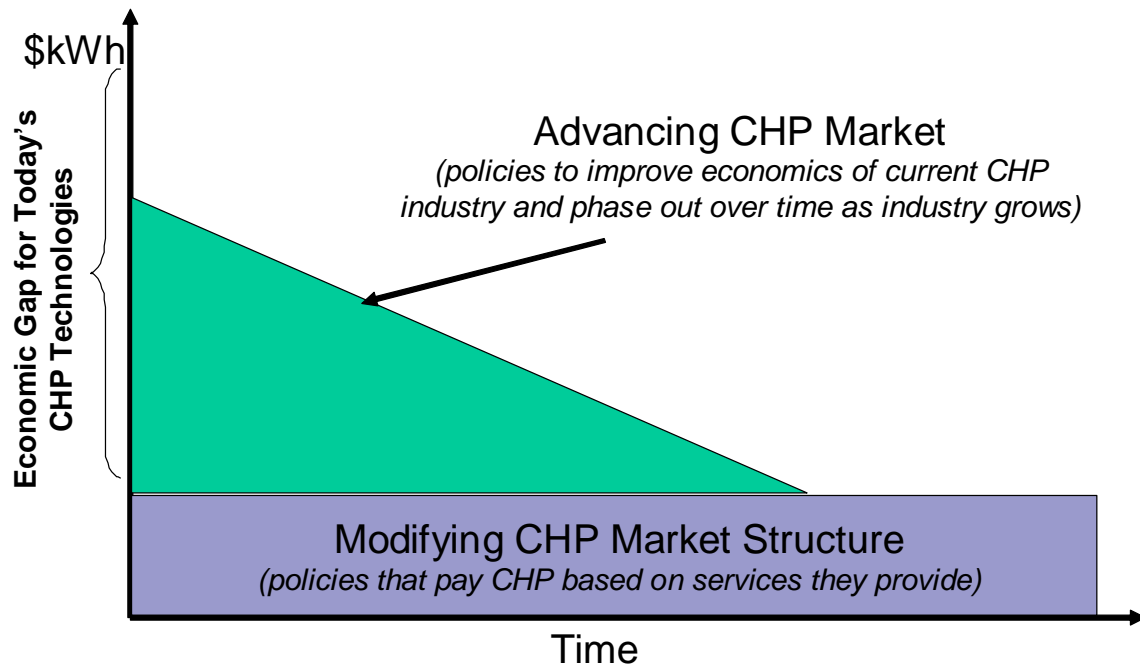 $kWh
Economic Gap for Today's
CHP Technologies
Advancing CHP Market
(policies to improve economics of current CHP
industry and phase out over time as industry grows)
Modifying CHP Market Structure
(policies that pay CHP based on services they provide)
Time